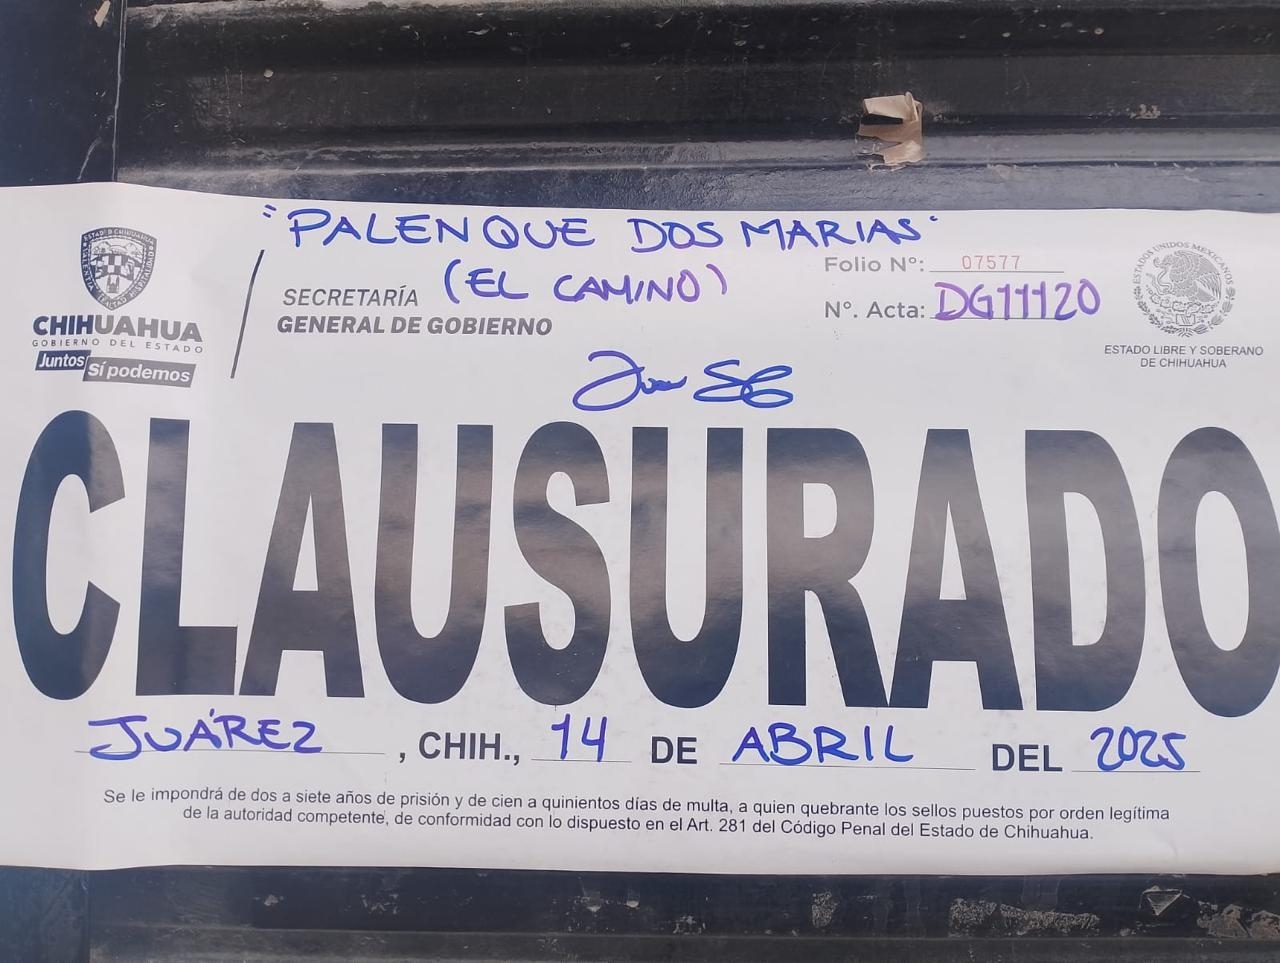 "PALENQUE DOS MARIAS"
(EL CAMINO)
CHIHUAHUA
GOBIERNO DEL ESTADO
Juntos Sí podemos
SECRETARÍA
GENERAL DE GOBIERNO
Folio N°: 07577
N°. Acta: DG11120
ESTADOS UNIDOS MEXICANOS
ESTADO LIBRE Y SOBERANO
DE CHIHUAHUA
CLAUSURADO
JUÁREZ, CHIH., 14 DE ABRIL DEL 2025
Se le impondrá de dos a siete años de prisión y de cien a quinientos días de multa, a quien quebrante los sellos puestos por orden legítima
de la autoridad competente, de conformidad con lo dispuesto en el Art. 281 del Código Penal del Estado de Chihuahua.